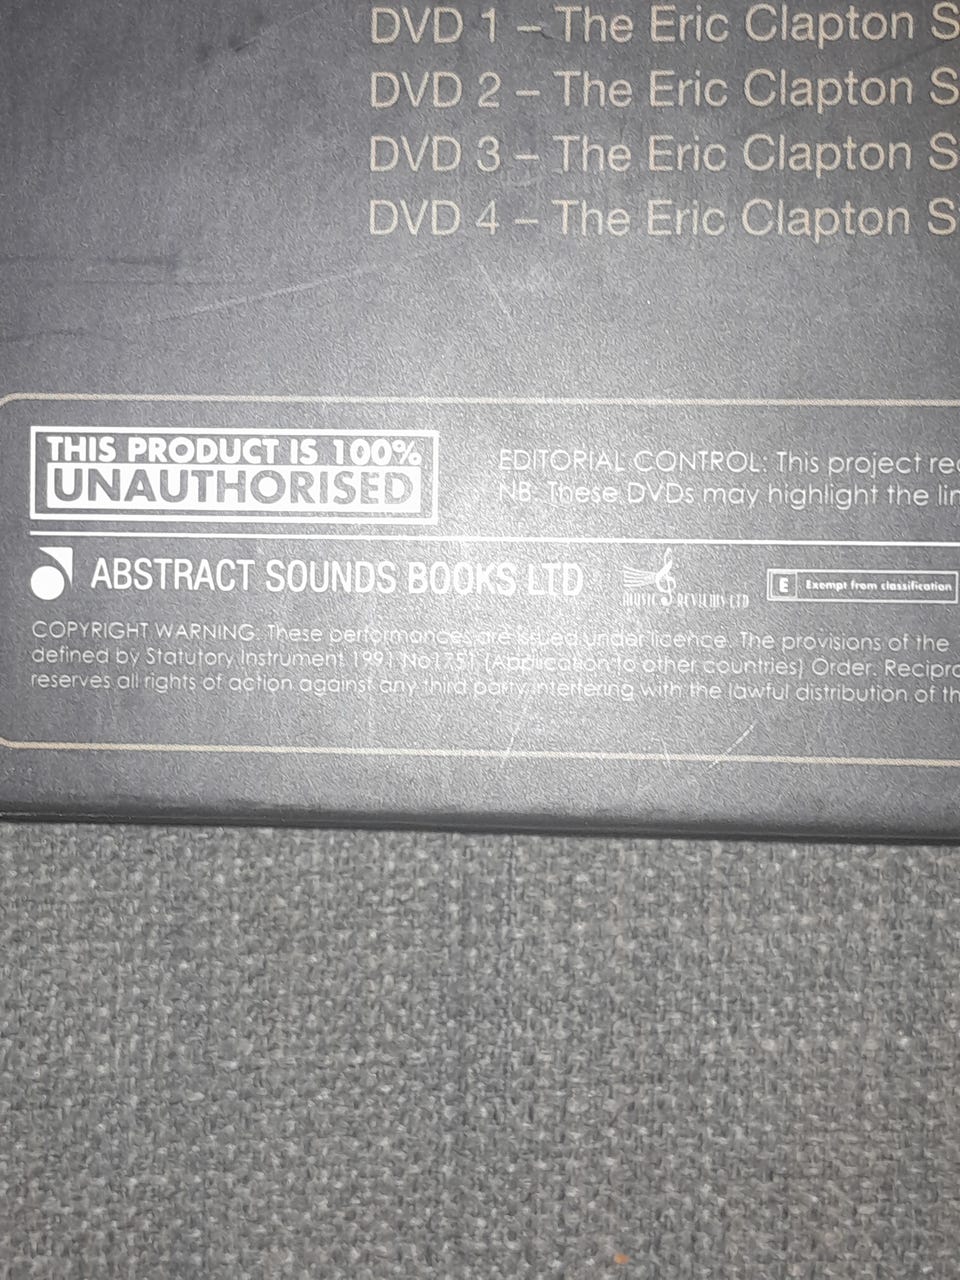 DVD 1 – The Eric Clapton S
DVD 2 – The Eric Clapton S
DVD 3 – The Eric Clapton S
DVD 4 – The Eric Clapton S
THIS PRODUCT IS 100%
UNAUTHORISED
EDITORIAL CONTROL: This project re
NB: These DVDs may highlight the
ABSTRACT SOUNDS BOOKS LTD
MUSIC REVIEWS LTD
E Exempt from classification
COPYRIGHT WARNING: These performances are issued under licence. The provisions of the
defined by Statutory Instrument 1991 No1751 (Application to other countries) Order. Recipro
reserves all rights of action against any third party interfering with the lawful distribution of th